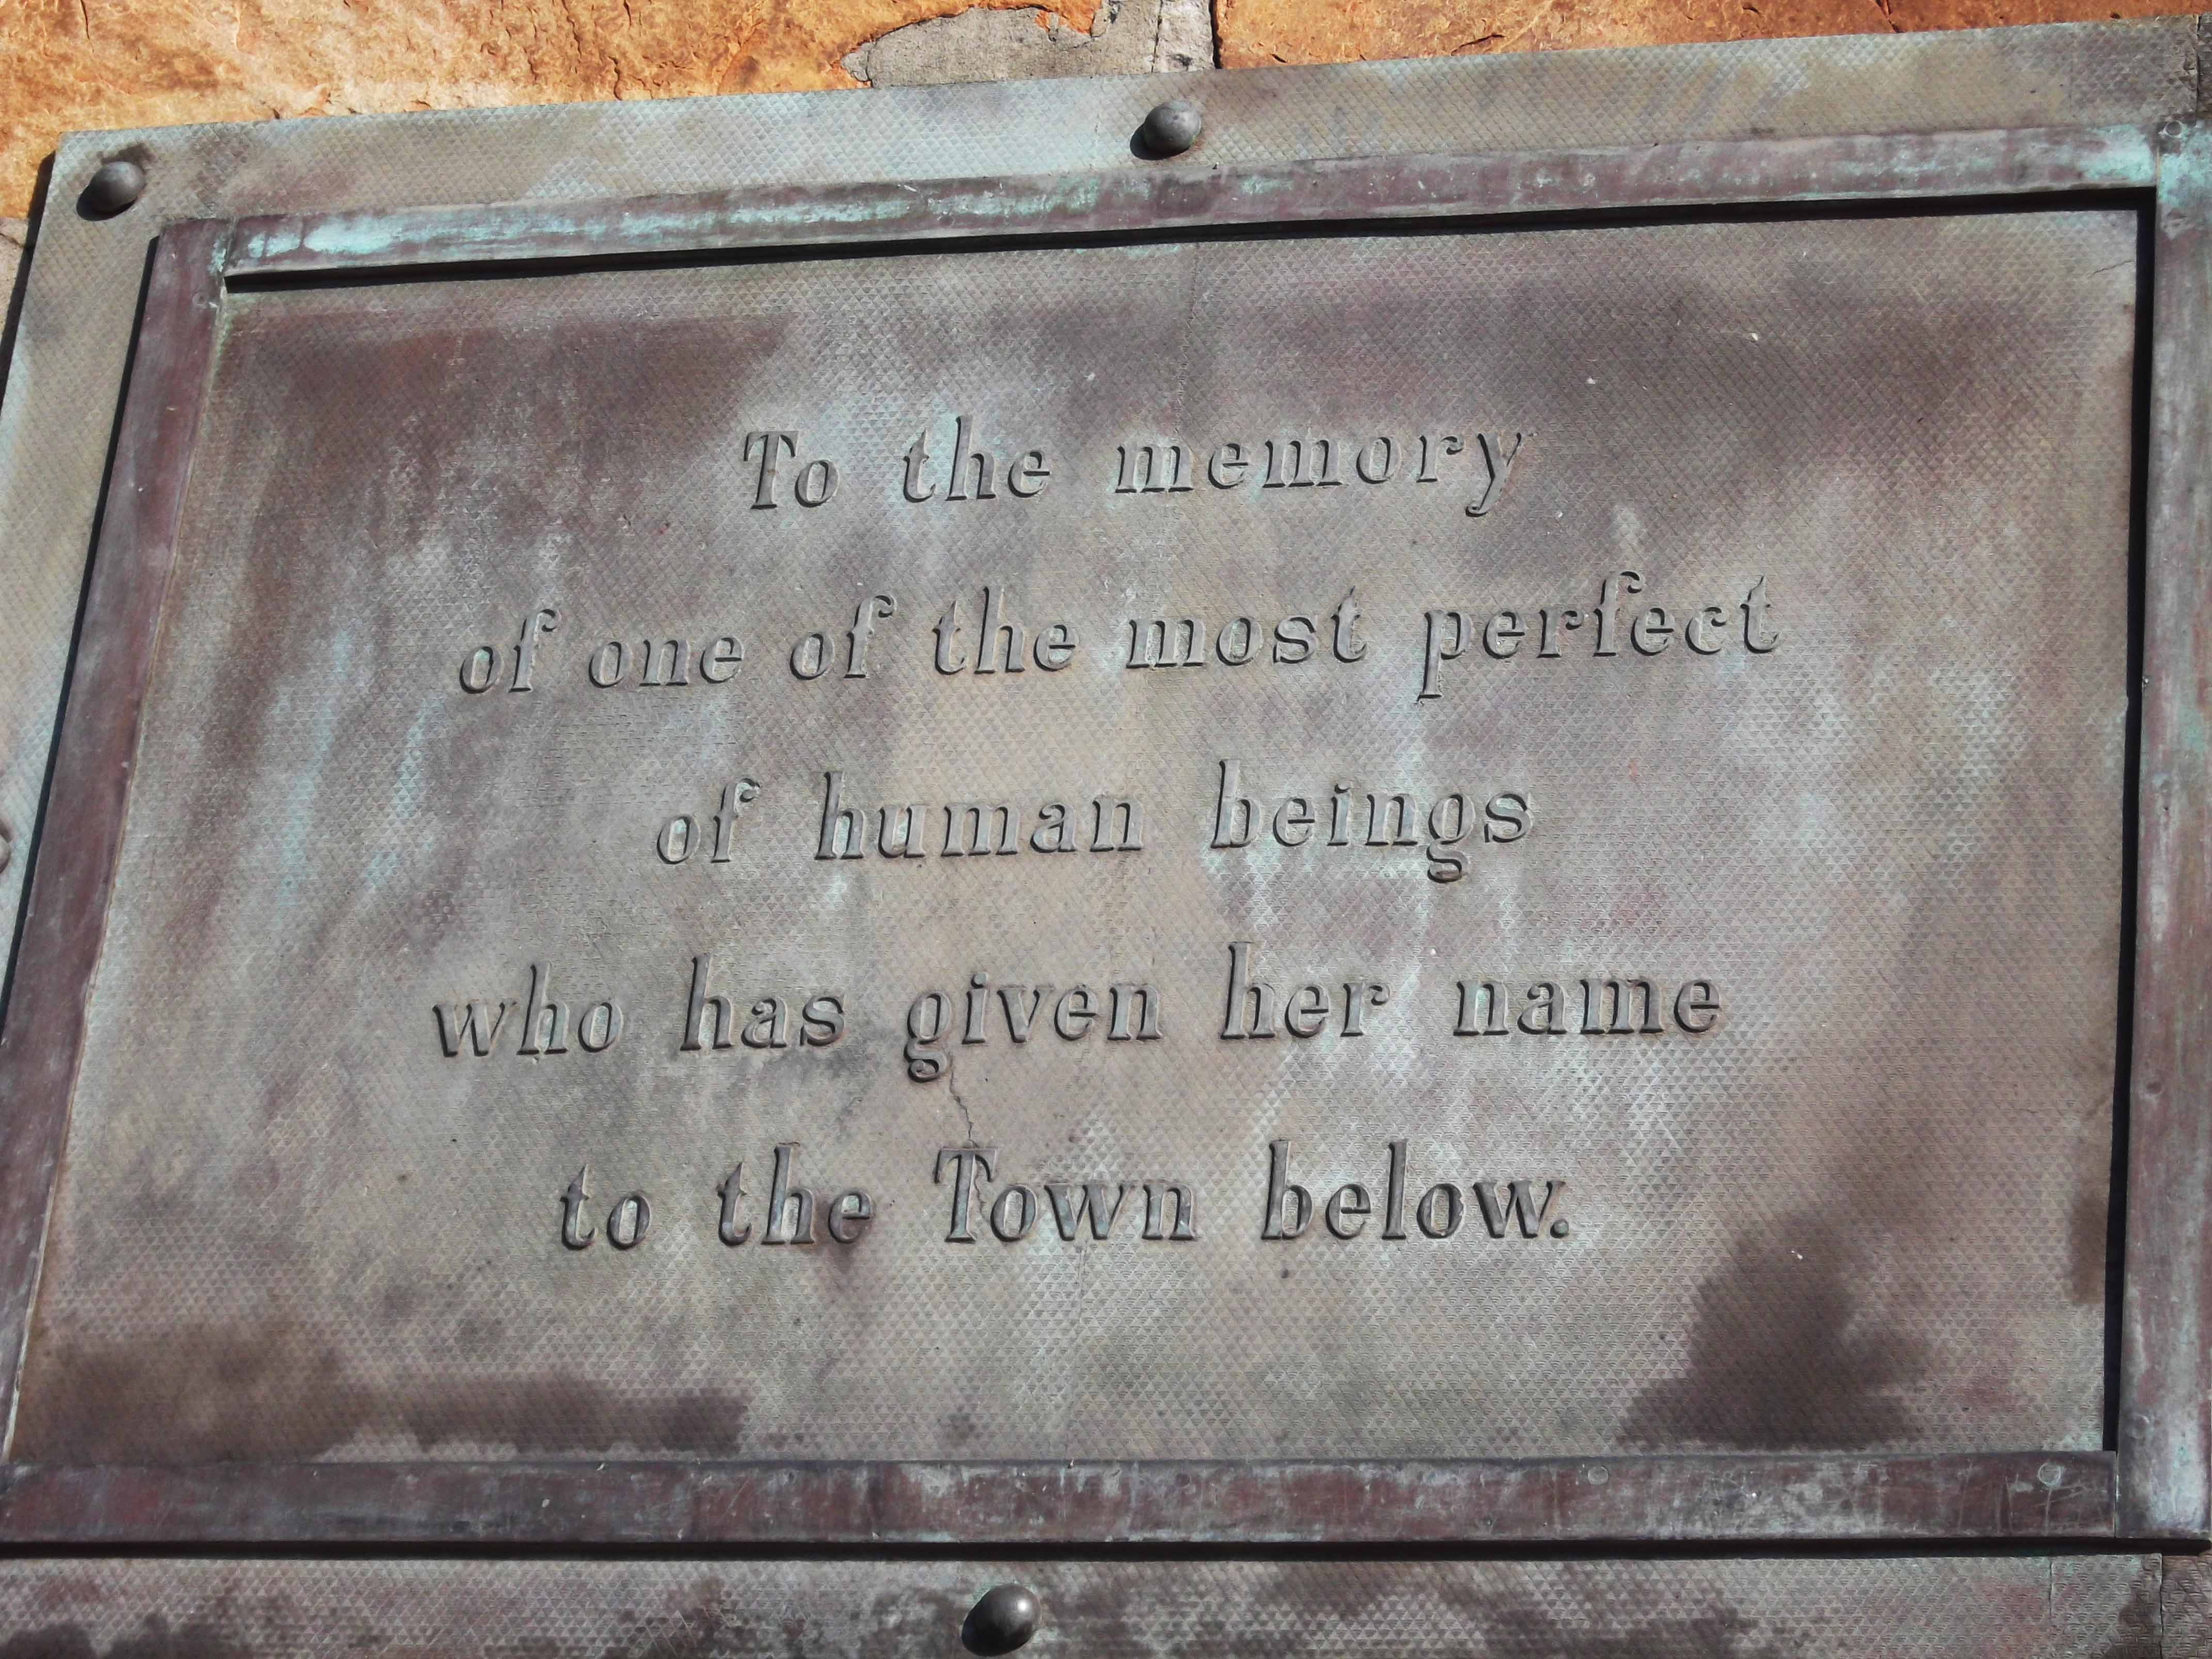 To the memory
of one of the most perfect
of human beings
who has given her name
to the Town below.